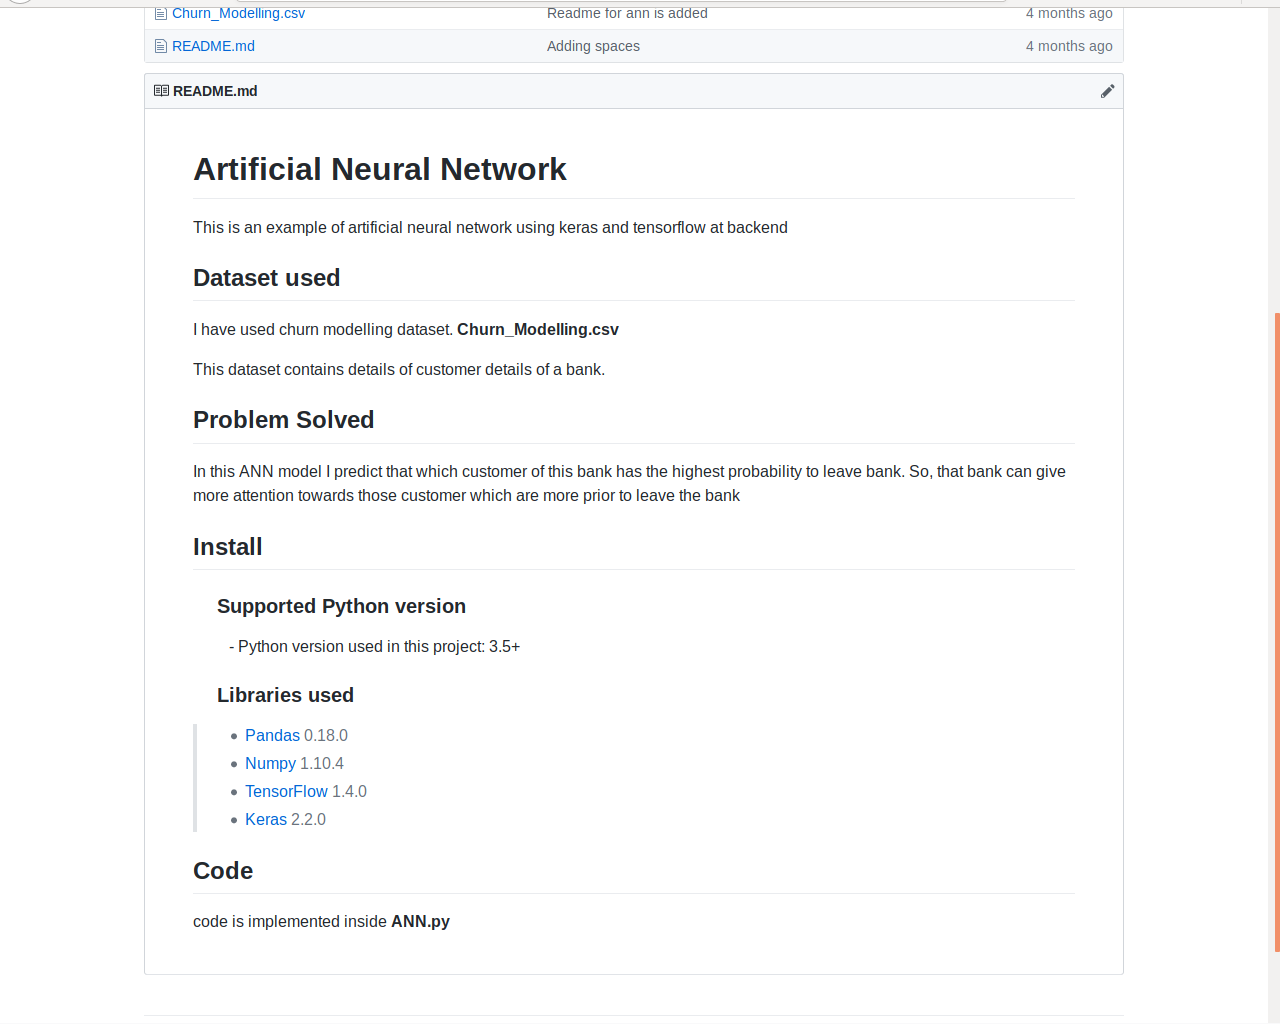 Churn_Modelling.csv Readme for ann is added 4 months ago
README.md Adding spaces 4 months ago
README.md
Artificial Neural Network
This is an example of artificial neural network using keras and tensorflow at backend
Dataset used
I have used churn modelling dataset. Churn_Modelling.csv
This dataset contains details of customer details of a bank.
Problem Solved
In this ANN model I predict that which customer of this bank has the highest probability to leave bank. So, that bank can give
more attention towards those customer which are more prior to leave the bank
Install
Supported Python version
- Python version used in this project: 3.5+
Libraries used
• Pandas 0.18.0
• Numpy 1.10.4
• TensorFlow 1.4.0
• Keras 2.2.0
Code
code is implemented inside ANN.py